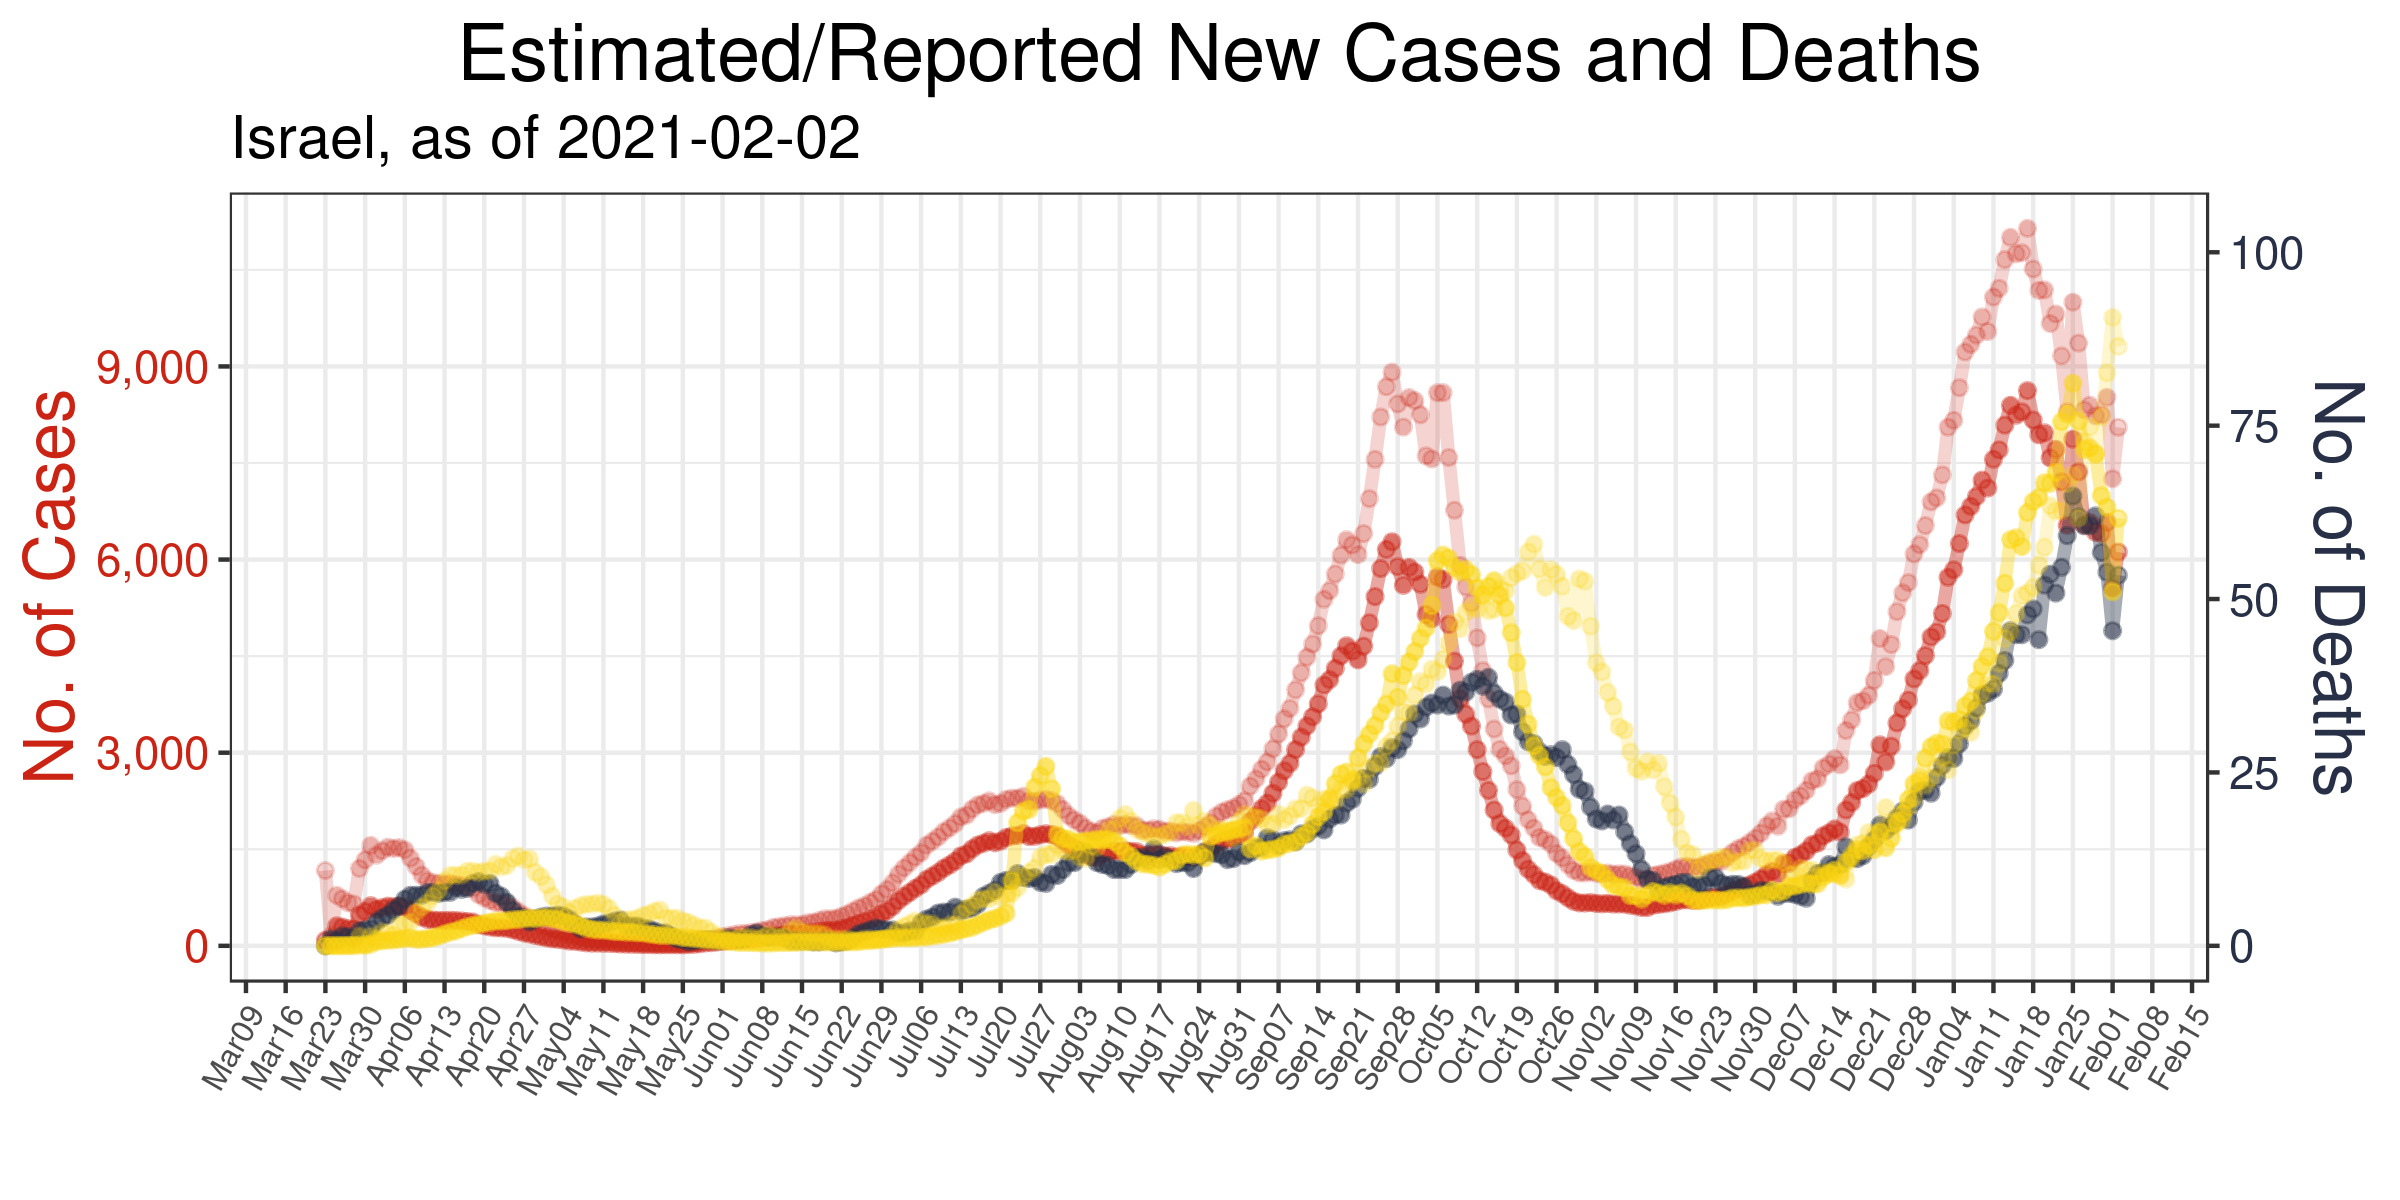 Estimated/Reported New Cases and Deaths
Israel, as of 2021-02-02
No. of Cases
9,000
6,000
3,000
0
100
75
50
25
0
No. of Deaths
Mar09
Mar16
Mar23
Mar30
Apr06
Apr13
Apr20
Apr27
May04
May11
May18
May25
Jun01
Jun08
Jun15
Jun22
Jun29
Jul06
Jul13
Jul20
Jul27
Aug03
Aug10
Aug17
Aug24
Aug31
Sep07
Sep14
Sep21
Sep28
Oct05
Oct12
Oct19
Oct26
Nov02
Nov09
Nov16
Nov23
Nov30
Dec07
Dec14
Dec21
Dec28
Jan04
Jan11
Jan18
Jan25
Feb01
Feb08
Feb15